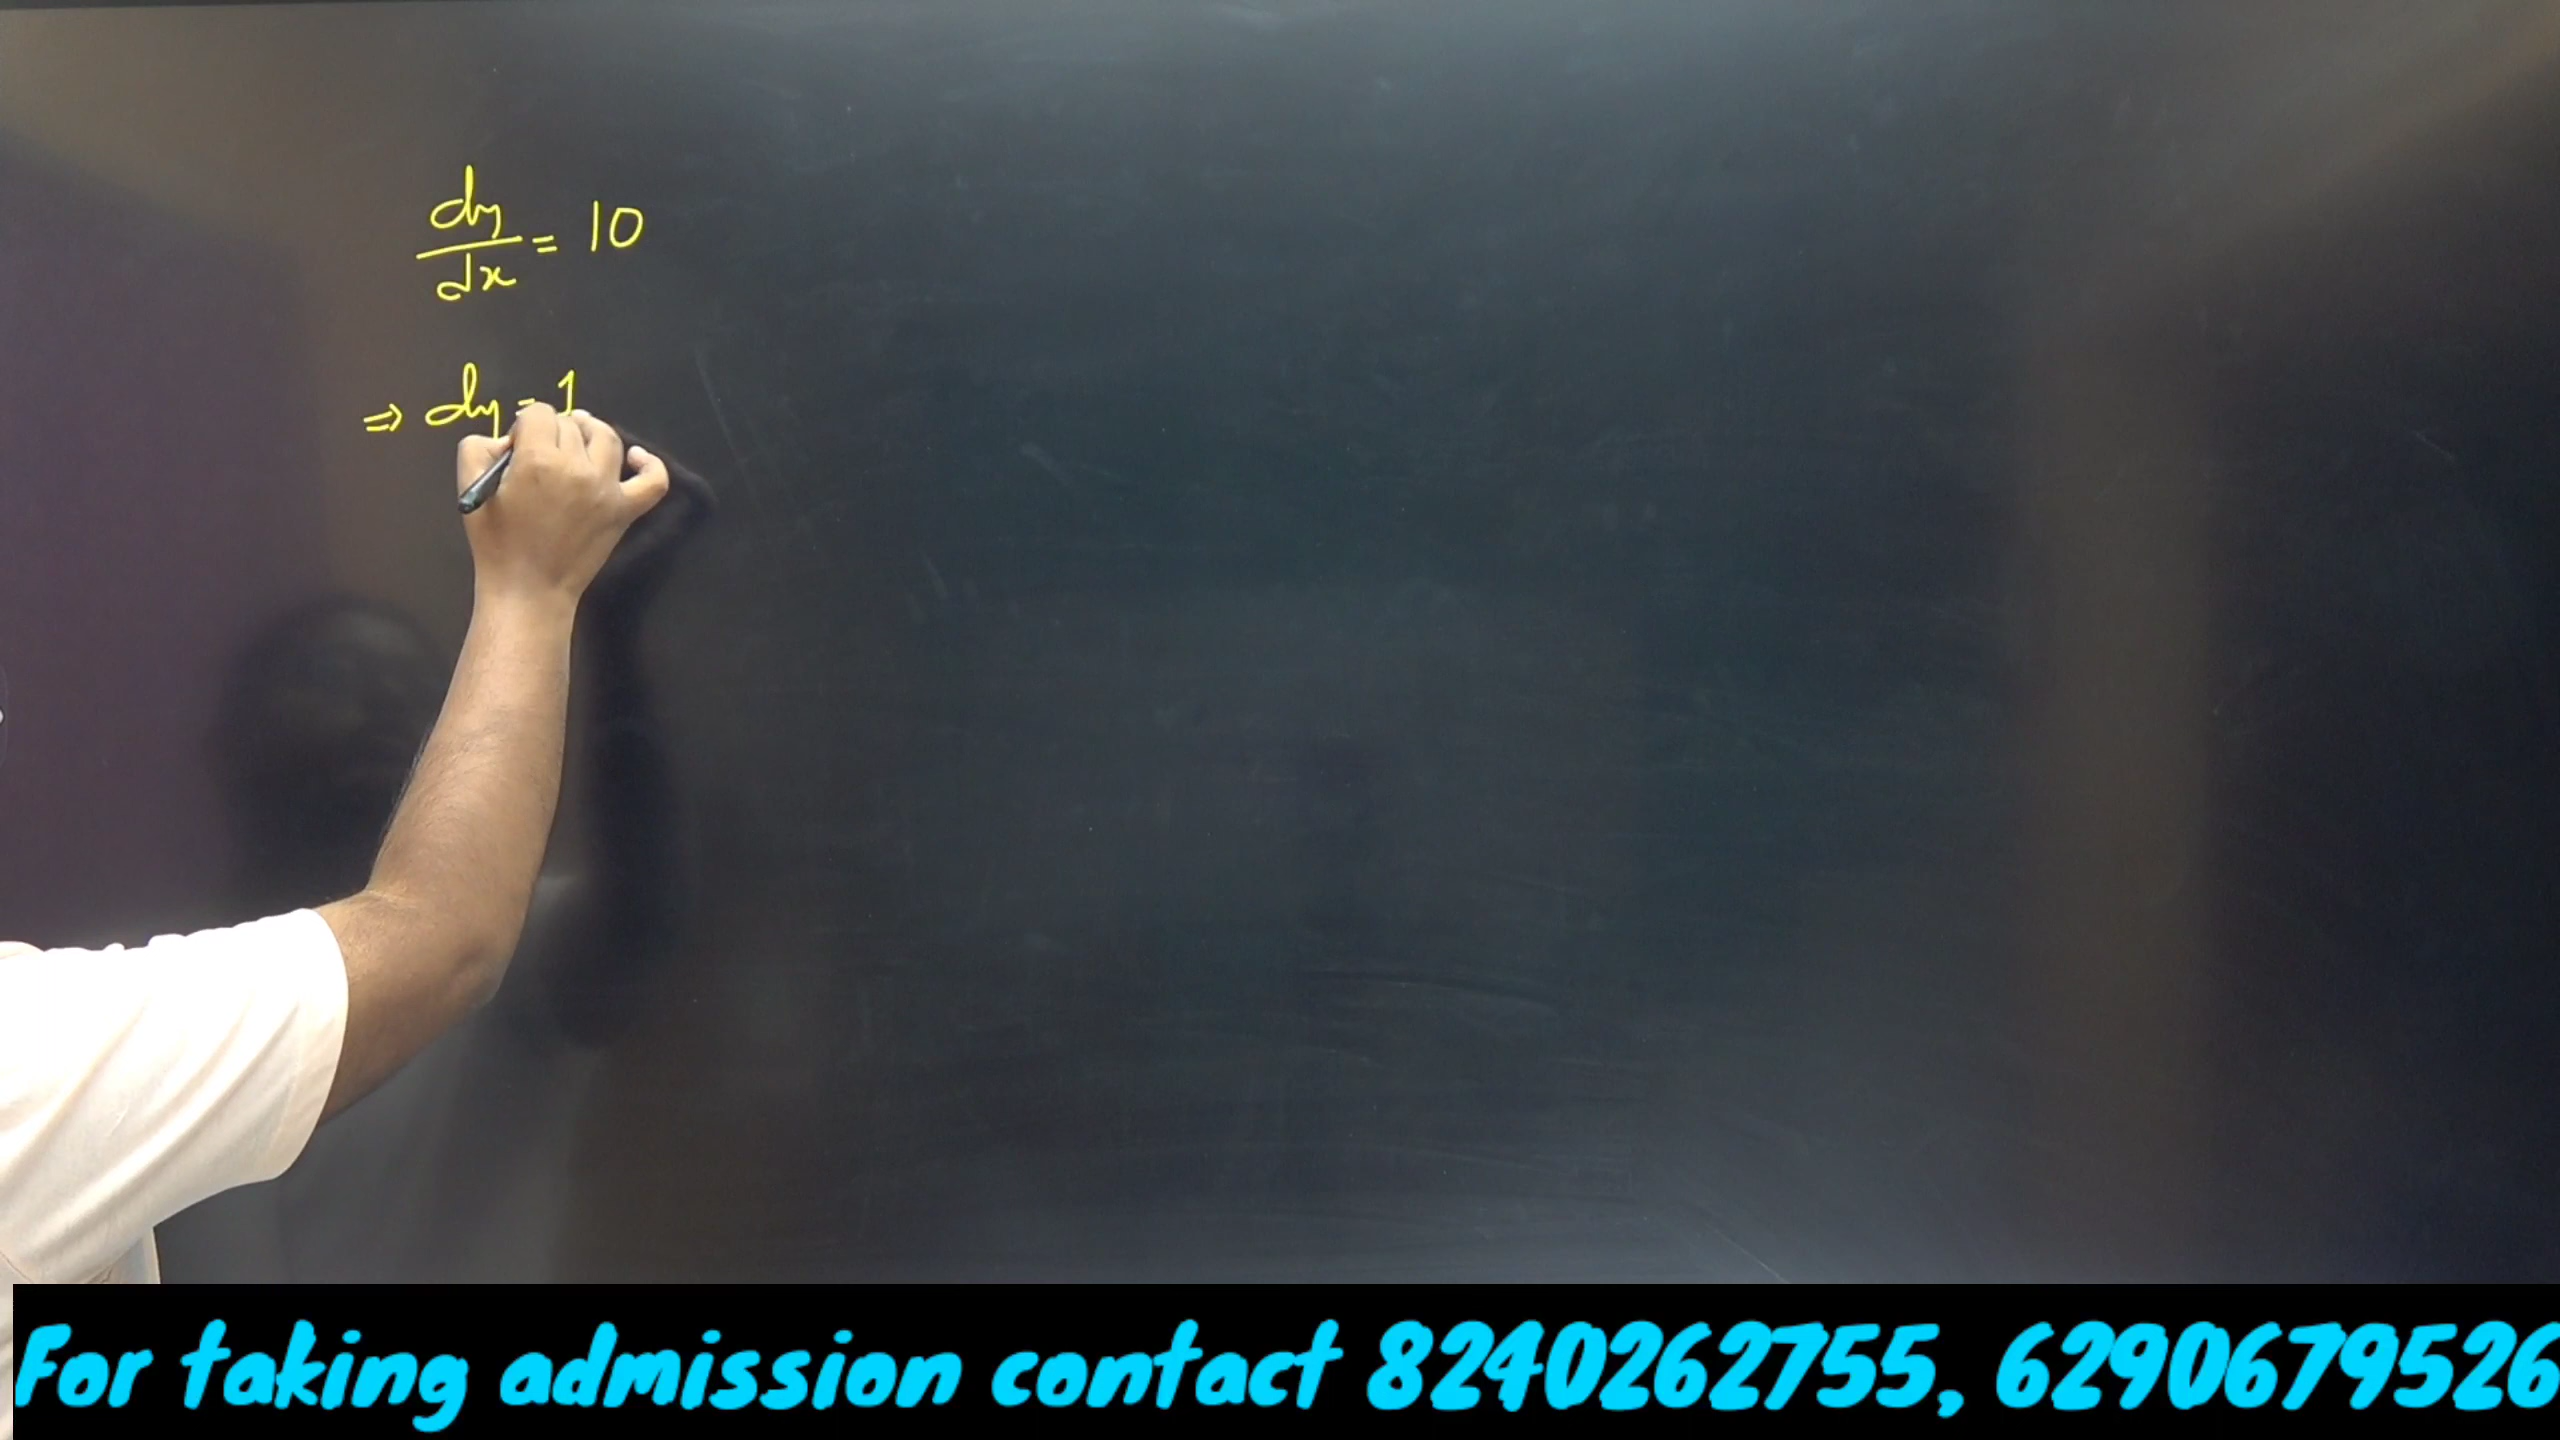 dy/dx = 10
⇒ dy = 1
For taking admission contact 8240262755, 6290679526